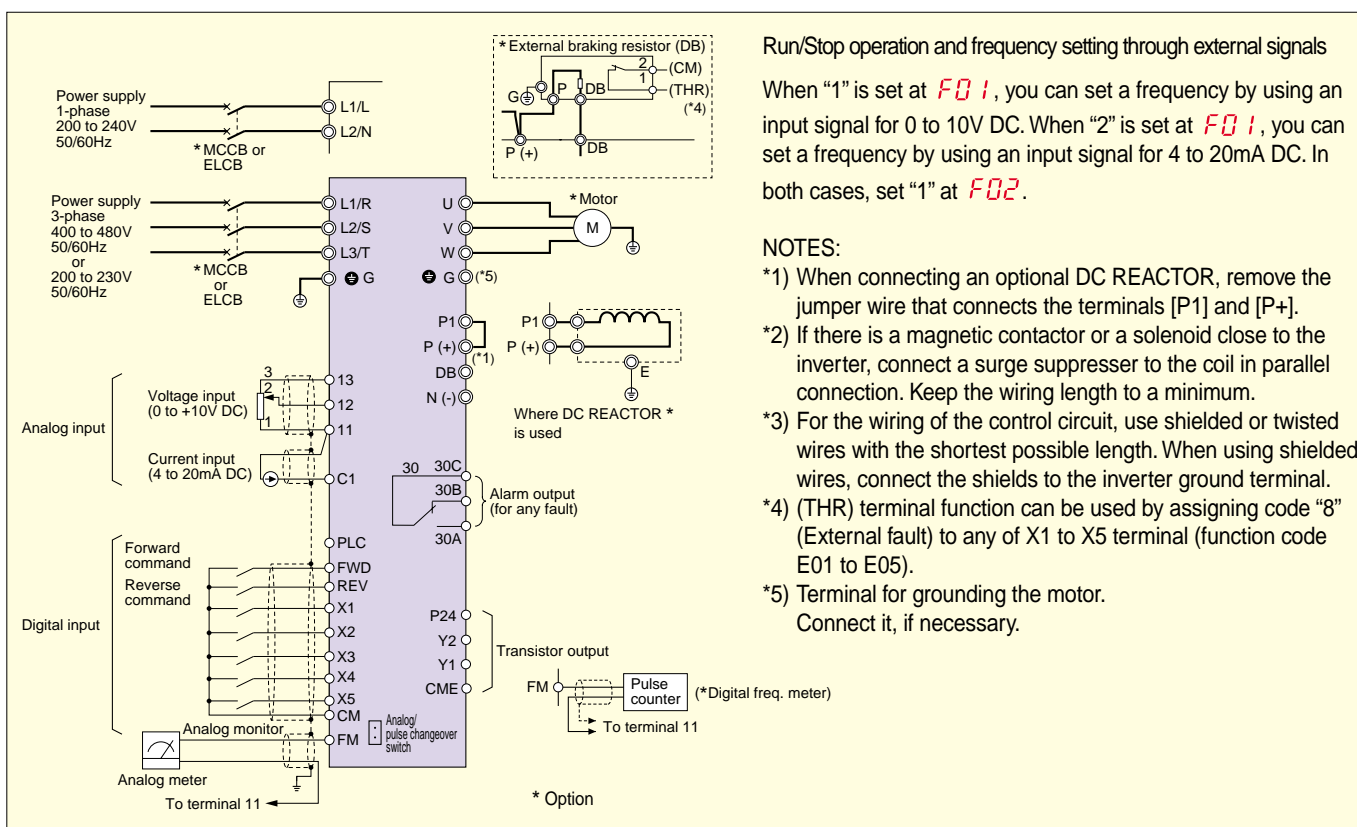 Power supply
1-phase
200 to 240V
50/60Hz
* MCCB or
ELCB
L1/L
L2/N
* External braking resistor (DB)
2
(CM)
1
(THR)
(*4)
G
P
DB
P (+)
DB
Power supply
3-phase
400 to 480V
50/60Hz
or
200 to 230V
50/60Hz
* MCCB
or
ELCB
L1/R
L2/S
L3/T
G
U
V
W
G
(*5)
* Motor
M
P1
P (+)
(*1)
DB
N (-)
P1
P (+)
E
Where DC REACTOR *
is used
Analog input
Voltage input
(0 to +10V DC)
3
2
1
13
12
11
Current input
(4 to 20mA DC)
C1
30
30C
30B
30A
Alarm output
(for any fault)
Digital input
Forward
command
Reverse
command
PLC
FWD
REV
X1
X2
X3
X4
X5
CM
FM
Analog/
pulse changeover
switch
P24
Y2
Y1
CME
Transistor output
FM
Pulse
counter
(*Digital freq. meter)
To terminal 11
Analog monitor
Analog meter
To terminal 11
* Option
Run/Stop operation and frequency setting through external signals
When “1” is set at F01, you can set a frequency by using an
input signal for 0 to 10V DC. When “2” is set at F01, you can
set a frequency by using an input signal for 4 to 20mA DC. In
both cases, set “1” at F02.
NOTES:
*1) When connecting an optional DC REACTOR, remove the
jumper wire that connects the terminals [P1] and [P+].
*2) If there is a magnetic contactor or a solenoid close to the
inverter, connect a surge suppresser to the coil in parallel
connection. Keep the wiring length to a minimum.
*3) For the wiring of the control circuit, use shielded or twisted
wires with the shortest possible length. When using shielded
wires, connect the shields to the inverter ground terminal.
*4) (THR) terminal function can be used by assigning code “8”
(External fault) to any of X1 to X5 terminal (function code
E01 to E05).
*5) Terminal for grounding the motor.
Connect it, if necessary.